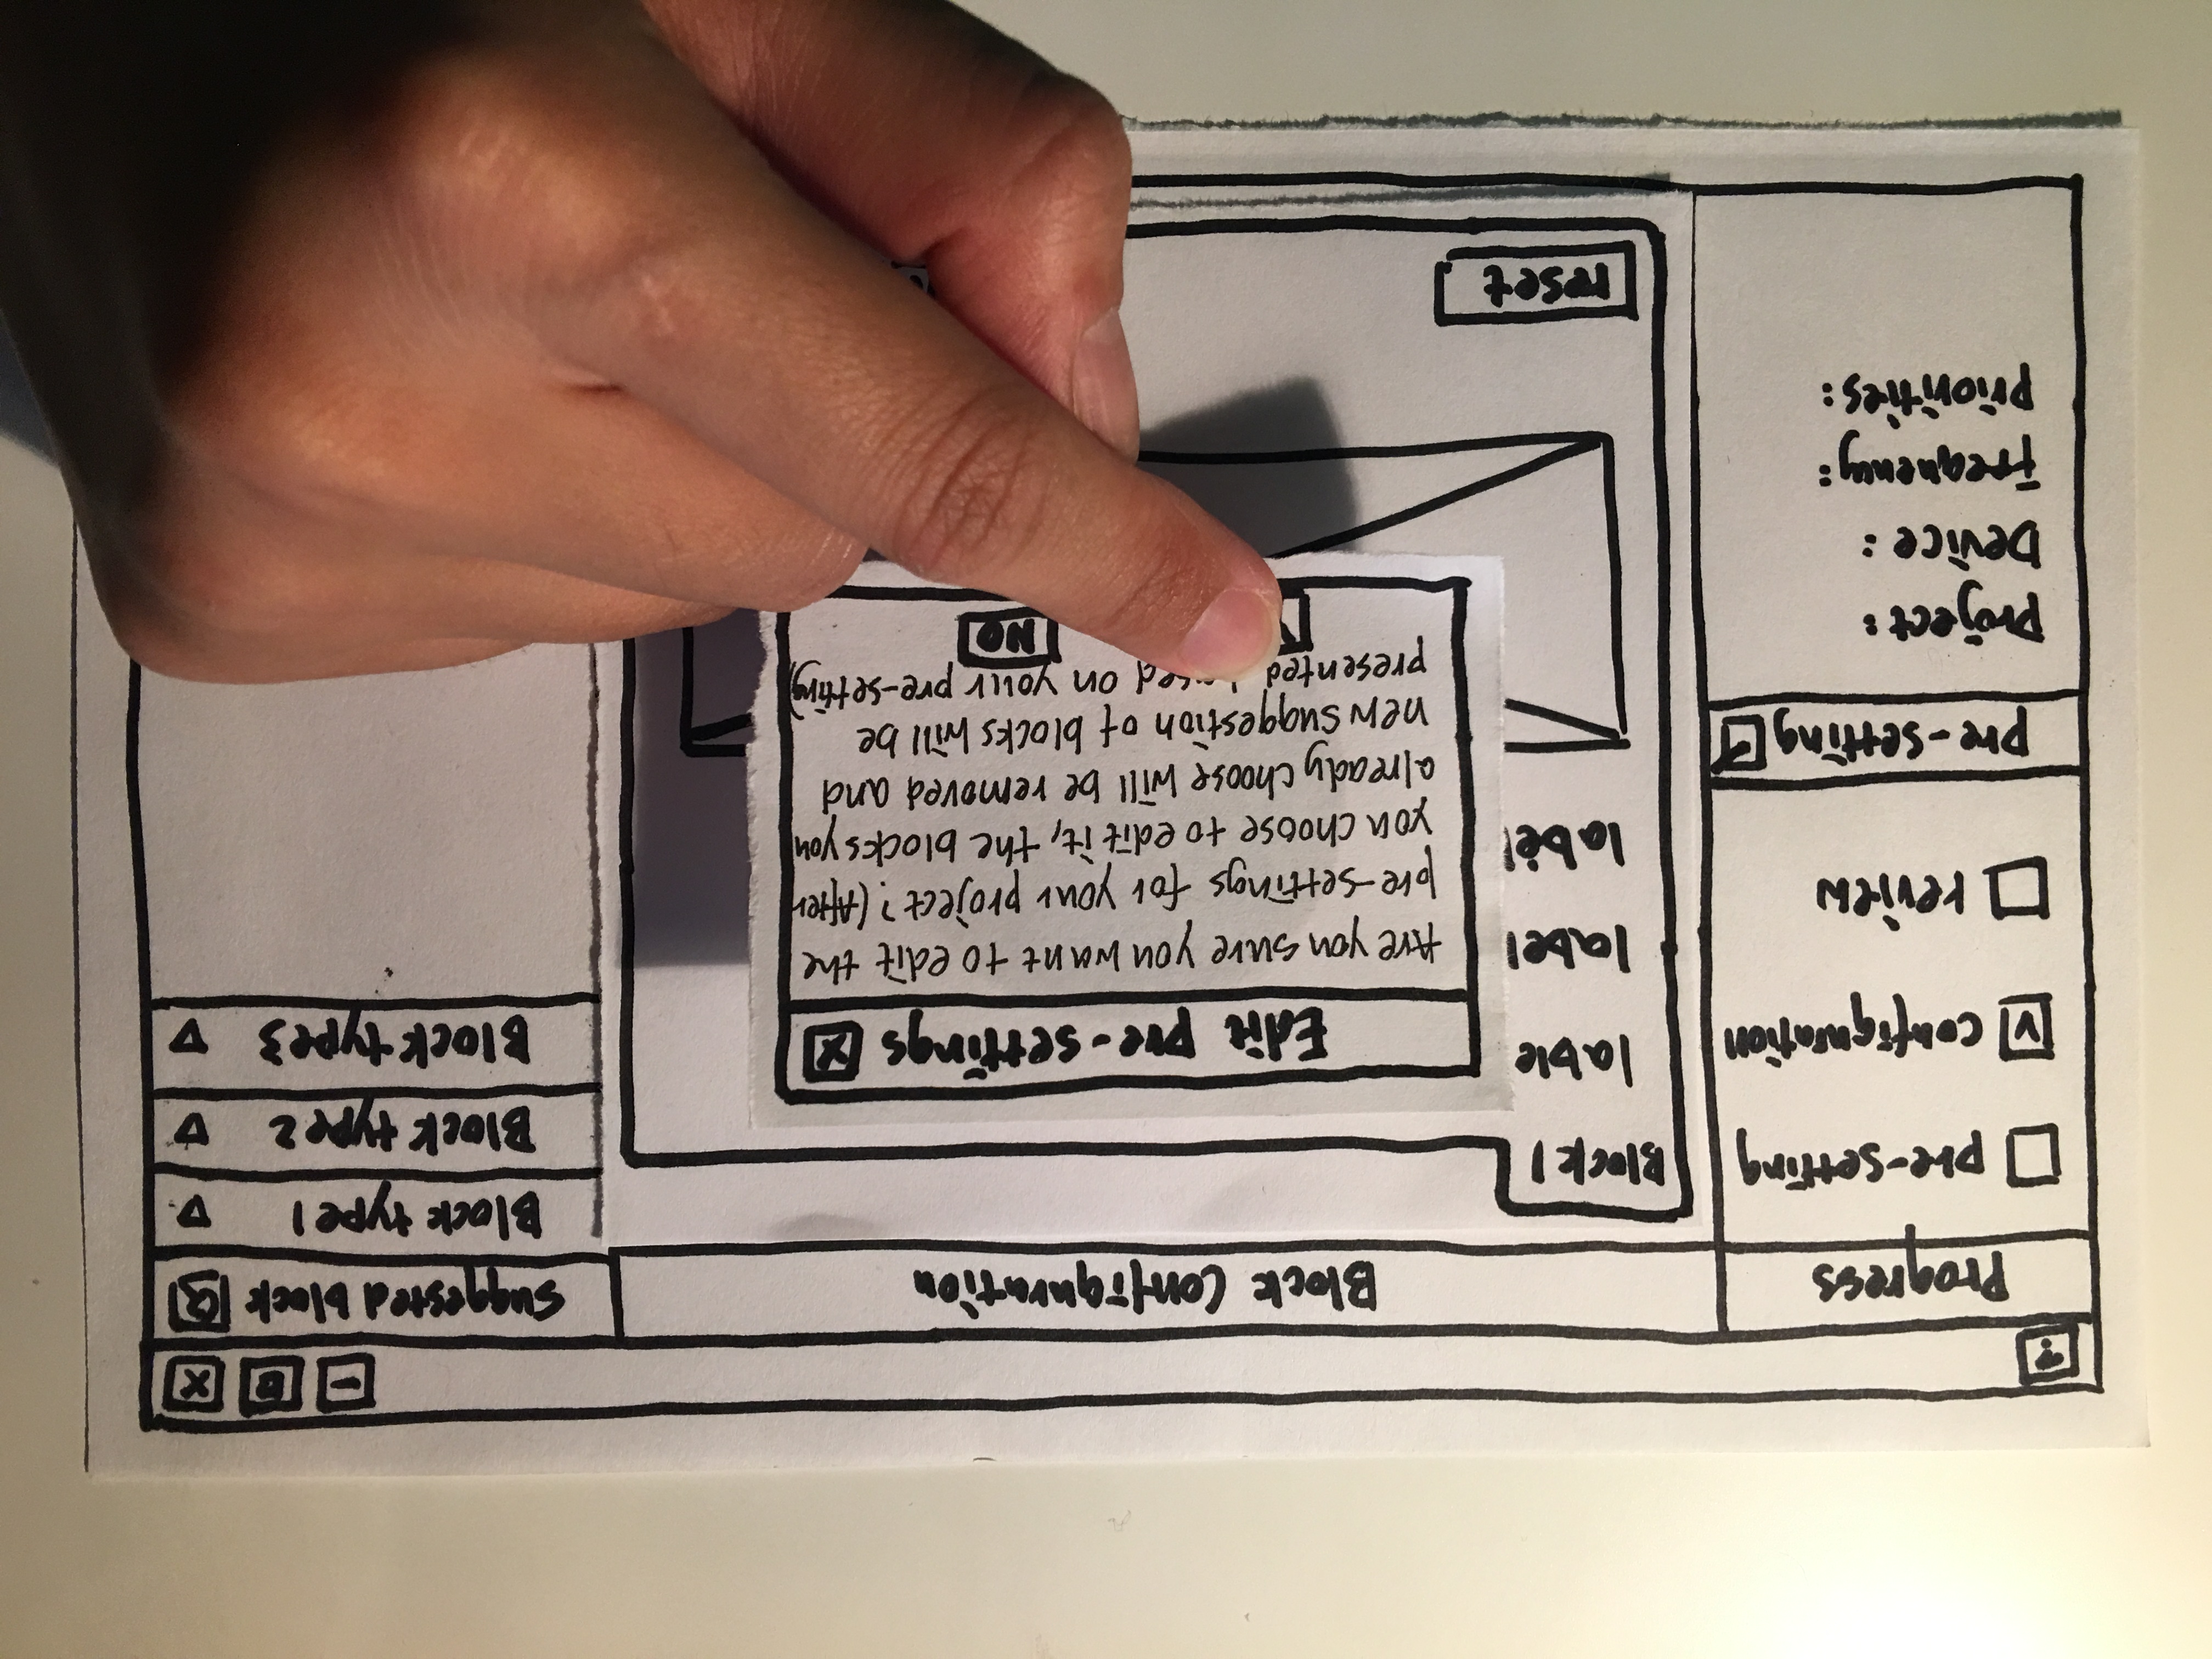 ?
Progress
Block Configuration
Suggested block
pre-setting
v configuration
review
pre-setting
Project:
Device:
Frequency:
Priorities:
Block 1
lable
label
label
reset
Edit pre-settings X
Are you sure you want to edit the
pre-settings for your project? (After
you choose to edit it, the blocks you
already choose will be removed and
new suggestion of blocks will be
presented based on your pre-setting)
NO
Block type 1
Block type 2
Block type 3